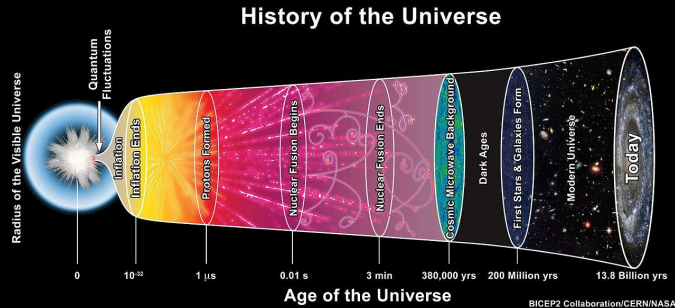 History of the Universe
Radius of the Visible Universe
Quantum
Fluctuations
Inflation
Inflation Ends
Protons Formed
Nuclear Fusion Begins
Nuclear Fusion Ends
Cosmic Microwave Background
Dark Ages
First Stars & Galaxies Form
Modern Universe
Today
0
10⁻³²
1 µs
0.01 s
3 min
380,000 yrs
200 Million yrs
13.8 Billion yrs
Age of the Universe
BICEP2 Collaboration/CERN/NASA